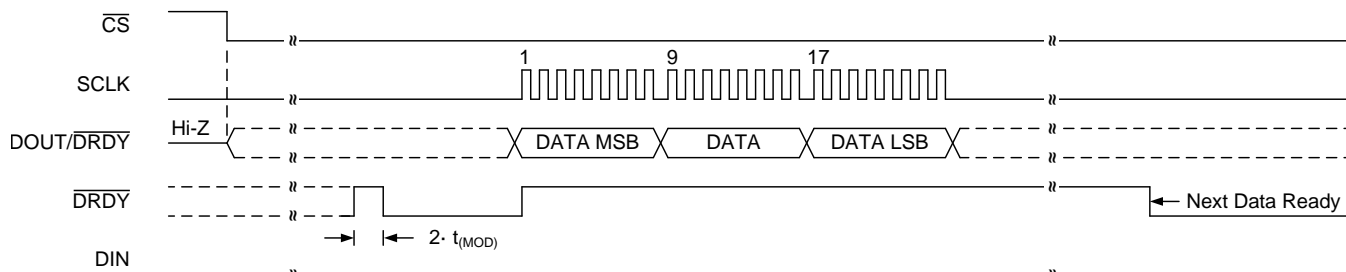 CS
1 9 17
SCLK
Hi-Z
DOUT/DRDY DATA MSB DATA DATA LSB
DRDY Next Data Ready
2· t(MOD)
DIN